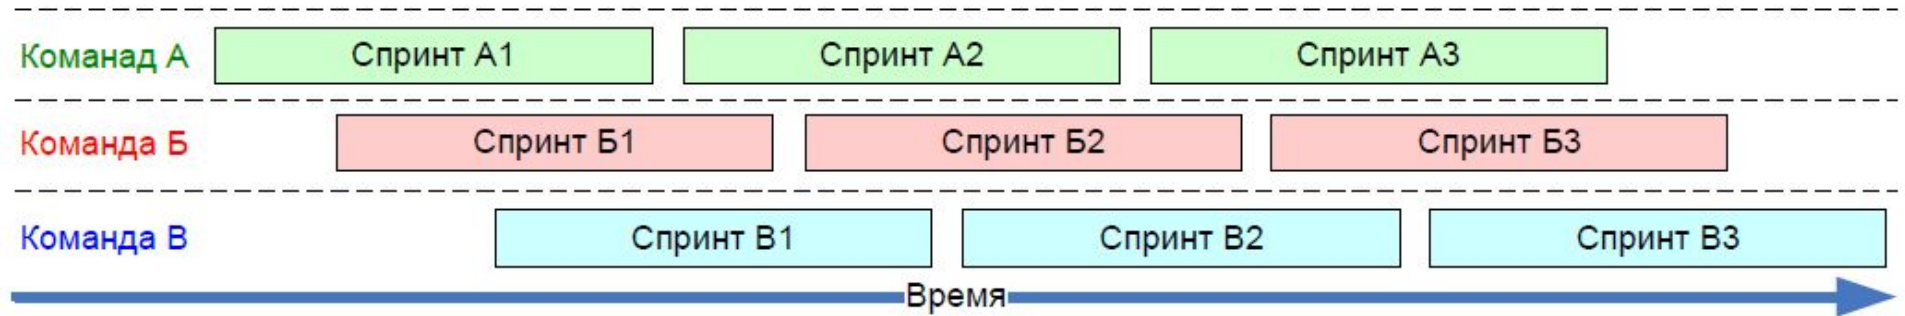 Команад А Спринт А1 Спринт А2 Спринт А3
Команда Б Спринт Б1 Спринт Б2 Спринт Б3
Команда В Спринт В1 Спринт В2 Спринт В3
Время